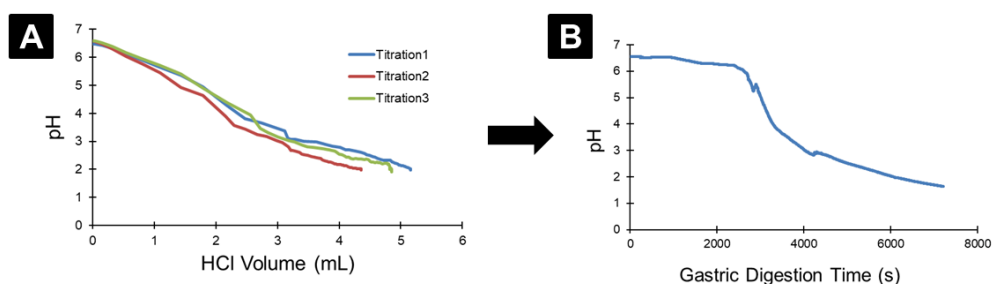 A
pH
7
6
5
4
3
2
1
0
0 1 2 3 4 5 6
HCl Volume (mL)
Titration1
Titration2
Titration3
B
pH
7
6
5
4
3
2
1
0
0 2000 4000 6000 8000
Gastric Digestion Time (s)